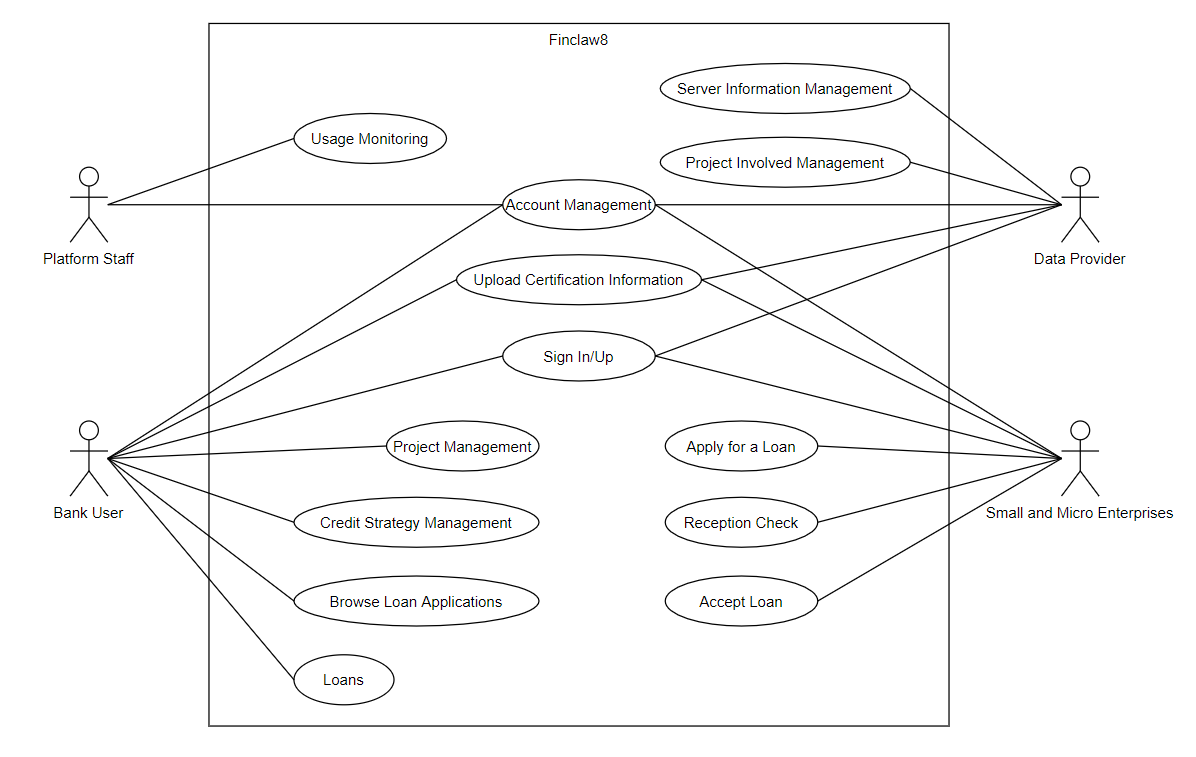 Finclaw8
Server Information Management
Usage Monitoring
Project Involved Management
Account Management
Platform Staff
Data Provider
Upload Certification Information
Sign In/Up
Project Management
Apply for a Loan
Bank User
Small and Micro Enterprises
Credit Strategy Management
Reception Check
Browse Loan Applications
Accept Loan
Loans